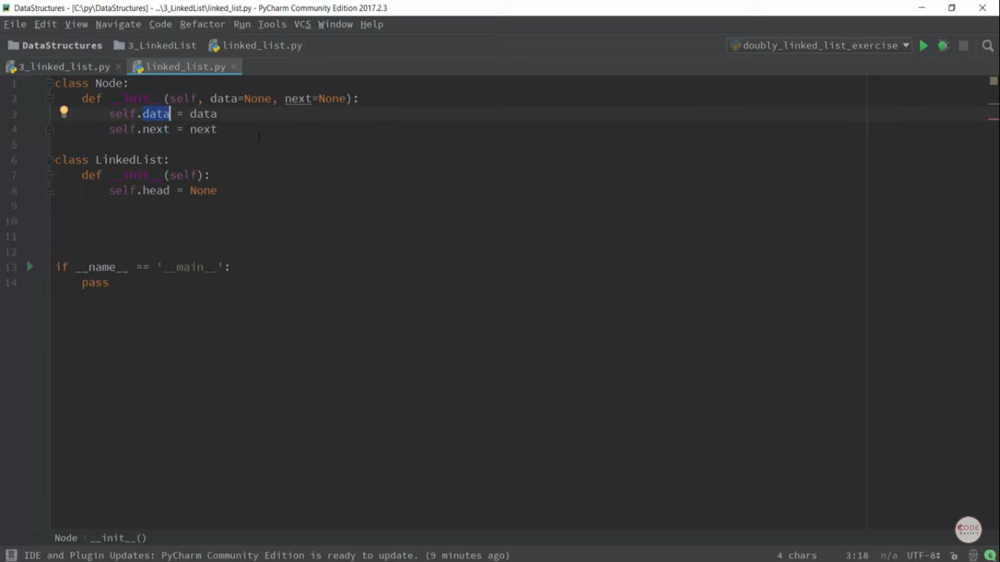 DataStructures - [C:\py\DataStructures] - ...\3_LinkedList\linked_list.py - PyCharm Community Edition 2017.2.3
File Edit View Navigate Code Refactor Run Tools VCS Window Help
DataStructures 3_LinkedList linked_list.py doubly_linked_list_exercise
3_linked_list.py linked_list.py
1 class Node:
2     def __init__(self, data=None, next=None):
3         self.data = data
4         self.next = next
5
6 class LinkedList:
7     def __init__(self):
8         self.head = None
9
10
11
12
13 if __name__ == '__main__':
14     pass
CODE
BASICS
Node __init__()
IDE and Plugin Updates: PyCharm Community Edition is ready to update. (9 minutes ago) 4 chars 3:18 n/a UTF-8 6